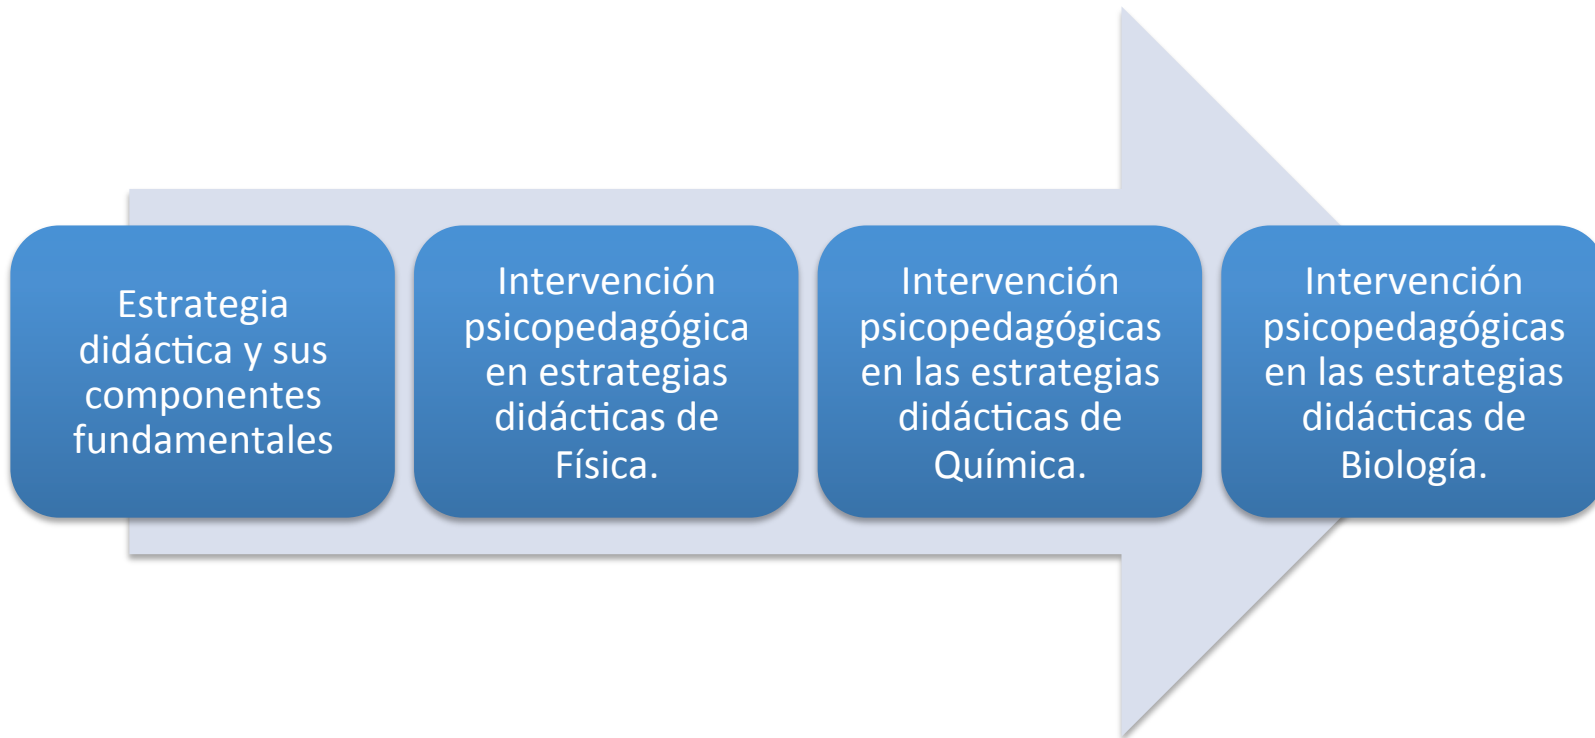 Estrategia
didáctica y sus
componentes
fundamentales
Intervención
psicopedagógica
en estrategias
didácticas de
Física.
Intervención
psicopedagógicas
en las estrategias
didácticas de
Química.
Intervención
psicopedagógicas
en las estrategias
didácticas de
Biología.